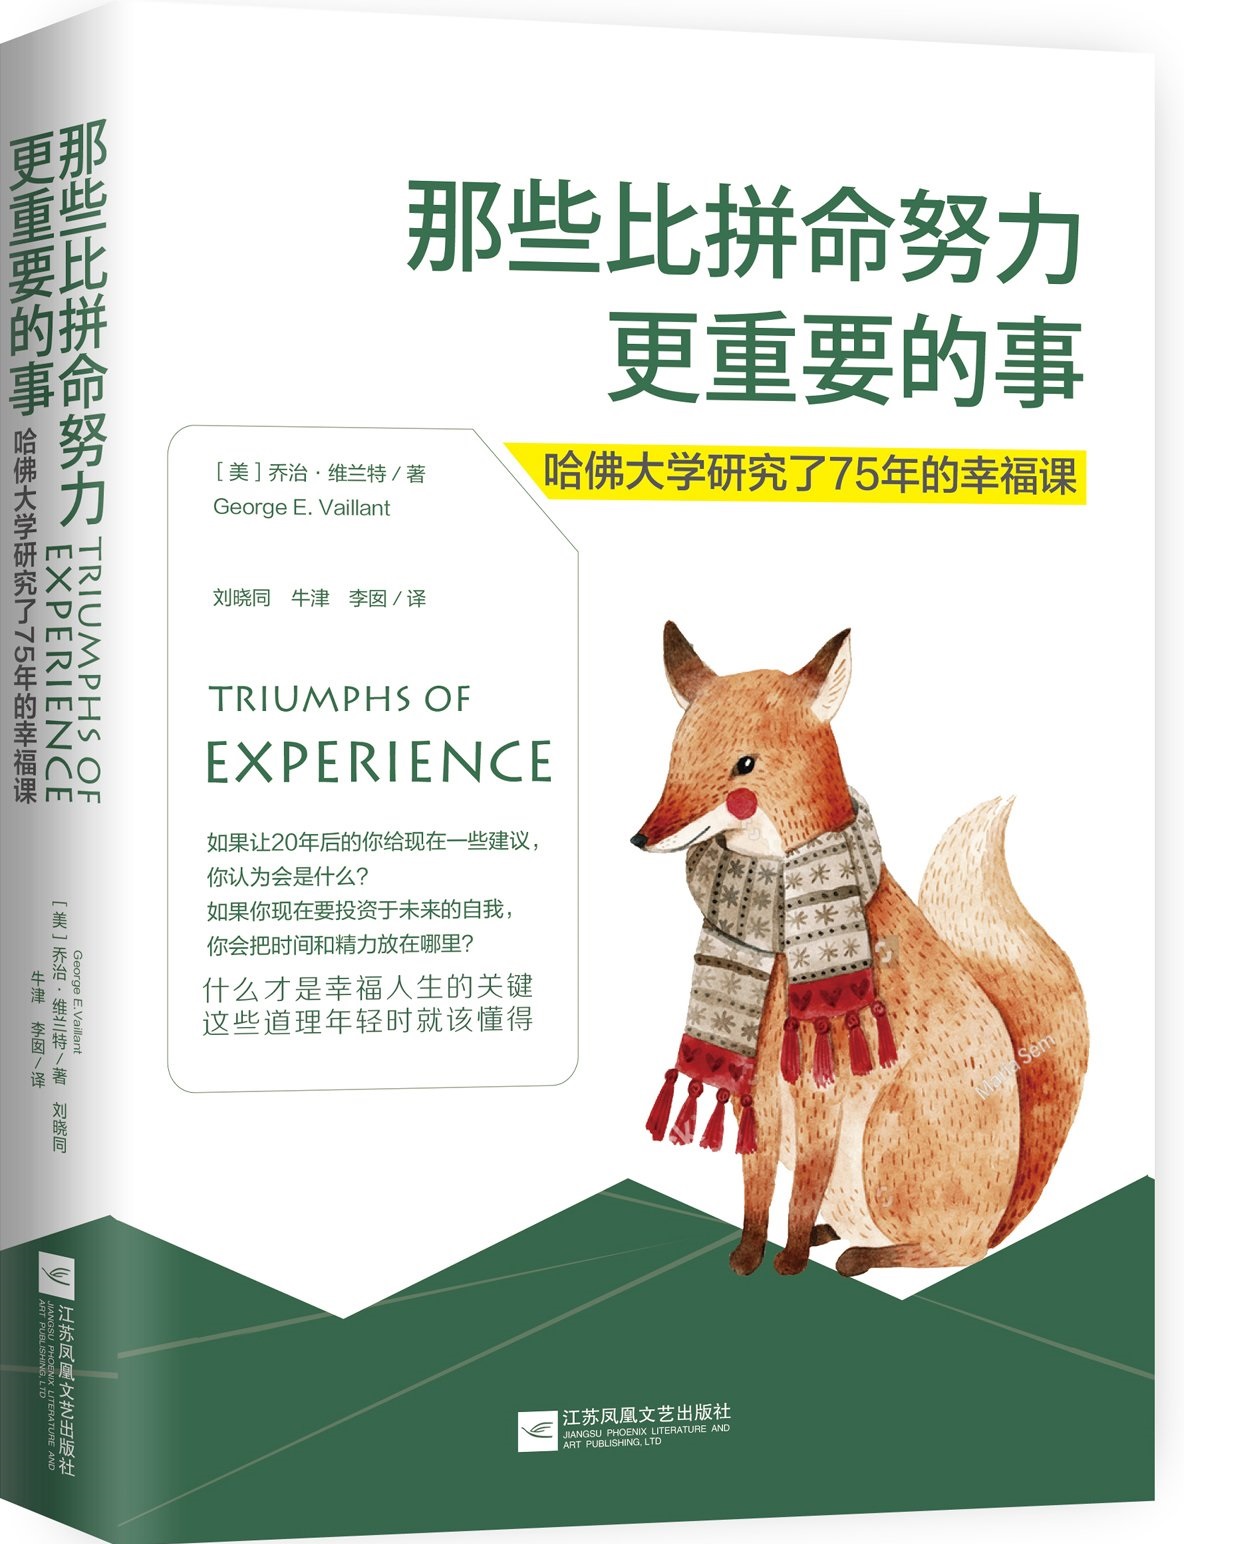 那些比拼命努力
更重要的事
哈佛大学研究了75年的幸福课
[美]乔治·维兰特/著
George E. Vaillant
刘晓同 牛津 李囡/译
TRIUMPHS OF
EXPERIENCE
如果让20年后的你给现在一些建议，
你认为会是什么？
如果你现在要投资于未来的自我，
你会把时间和精力放在哪里？
什么才是幸福人生的关键
这些道理年轻时就该懂得
Maria Sem
江苏凤凰文艺出版社
JIANGSU PHOENIX LITERATURE AND
ART PUBLISHING, LTD
那些比拼命努力
更重要的事
哈佛大学研究了75年的幸福课
TRIUMPHS OF
EXPERIENCE
George E.Vaillant
[美]乔治·维兰特/著 刘晓同
牛津 李囡/译
江苏凤凰文艺出版社
JIANGSU PHOENIX LITERATURE AND
ART PUBLISHING, LTD